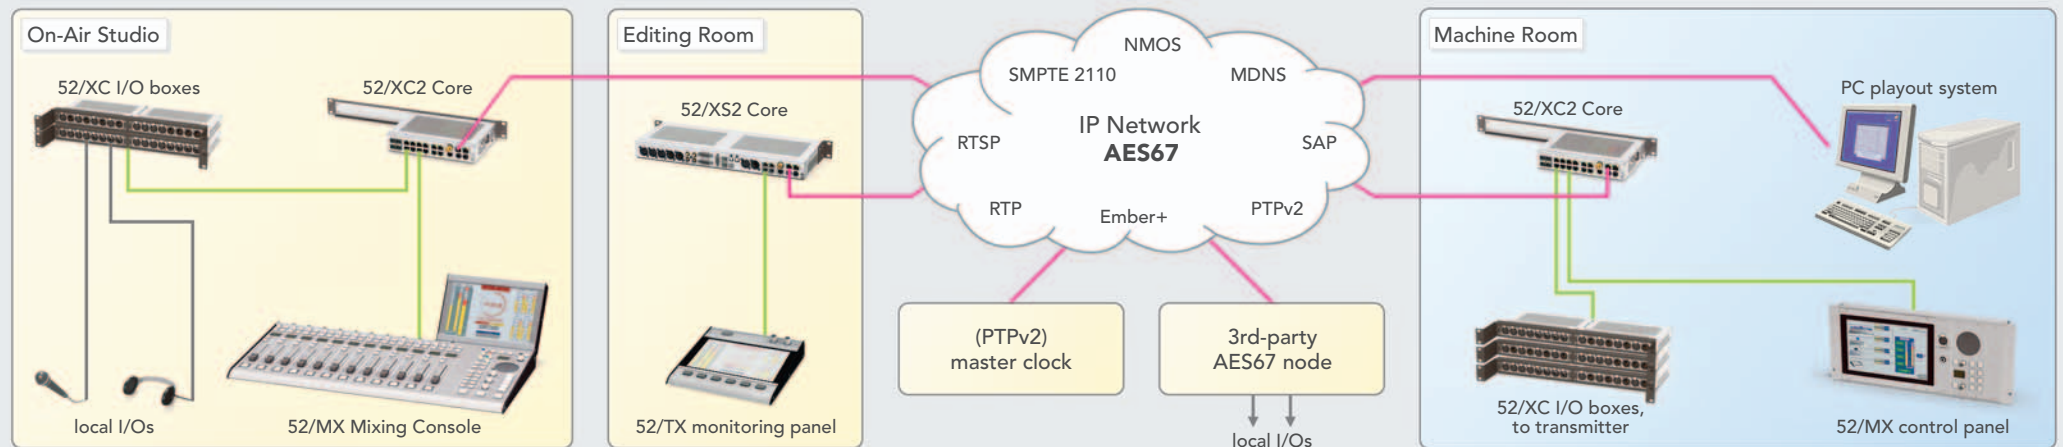 On-Air Studio
52/XC I/O boxes
52/XC2 Core
local I/Os
52/MX Mixing Console
Editing Room
52/XS2 Core
52/TX monitoring panel
NMOS
SMPTE 2110
MDNS
IP Network
AES67
RTSP
SAP
RTP
Ember+
PTPv2
(PTPv2)
master clock
3rd-party
AES67 node
local I/Os
Machine Room
52/XC2 Core
PC playout system
52/XC I/O boxes,
to transmitter
52/MX control panel